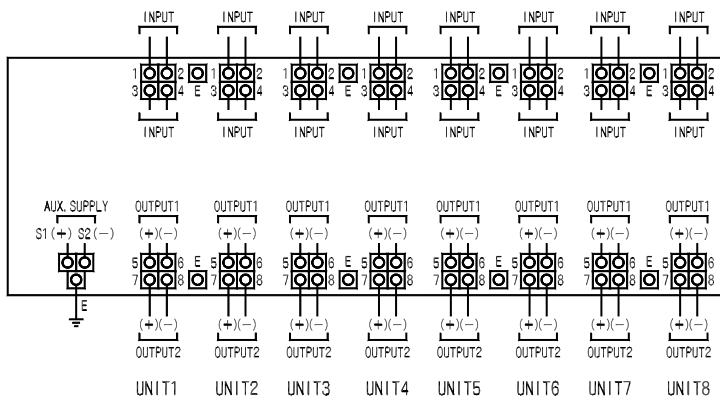 INPUT INPUT INPUT INPUT INPUT INPUT INPUT INPUT
1 2 1 2 1 2 1 2 1 2 1 2 1 2 1 2
3 4 E 3 4 3 4 E 3 4 3 4 E 3 4 3 4 E 3 4
INPUT INPUT INPUT INPUT INPUT INPUT INPUT INPUT
AUX. SUPPLY OUTPUT1 OUTPUT1 OUTPUT1 OUTPUT1 OUTPUT1 OUTPUT1 OUTPUT1 OUTPUT1
S1(+) S2(−) (+)(−) (+)(−) (+)(−) (+)(−) (+)(−) (+)(−) (+)(−) (+)(−)
5 6 E 5 6 5 6 E 5 6 5 6 E 5 6 5 6 E 5 6
7 8 7 8 7 8 7 8 7 8 7 8 7 8 7 8
E
(+)(−) (+)(−) (+)(−) (+)(−) (+)(−) (+)(−) (+)(−) (+)(−)
OUTPUT2 OUTPUT2 OUTPUT2 OUTPUT2 OUTPUT2 OUTPUT2 OUTPUT2 OUTPUT2
UNIT1 UNIT2 UNIT3 UNIT4 UNIT5 UNIT6 UNIT7 UNIT8